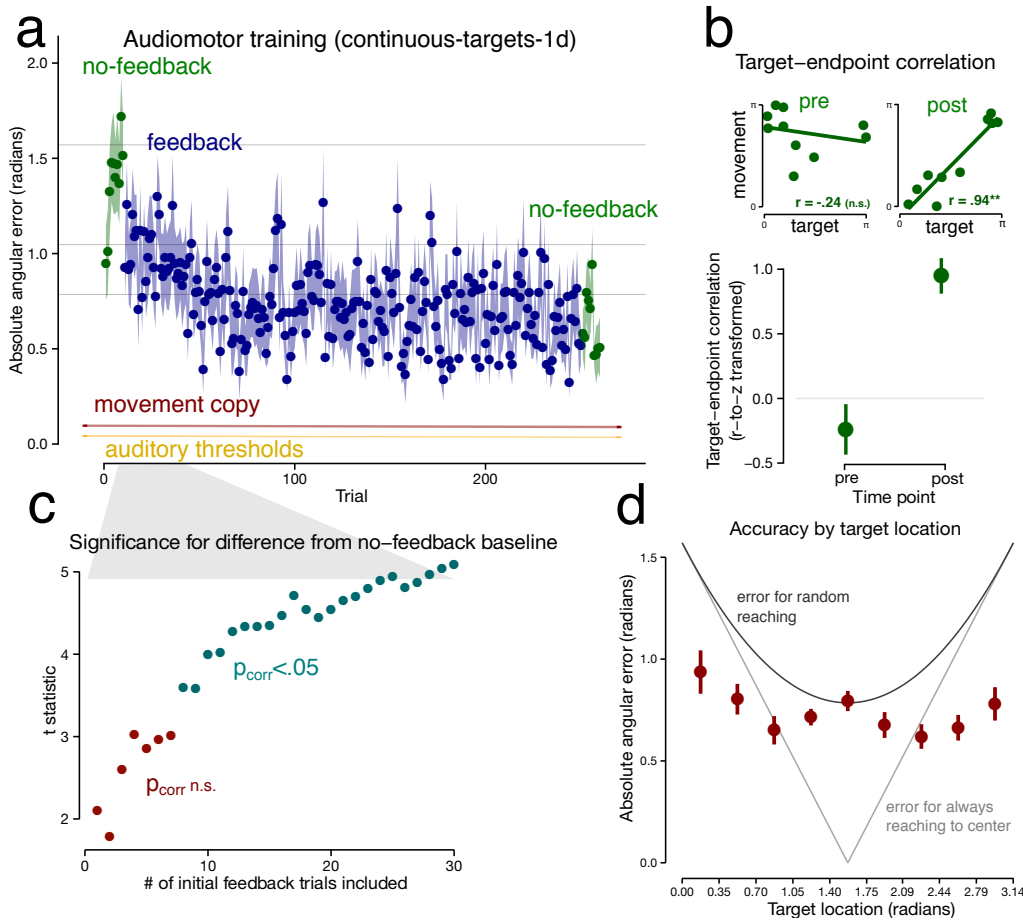 a
Audiomotor training (continuous-targets-1d)
no-feedback
feedback
no-feedback
Absolute angular error (radians)
2.0
1.5
1.0
0.5
0.0
movement copy
auditory thresholds
0
100
200
Trial
b
Target−endpoint correlation
pre
post
movement
π
0
r = -.24 (n.s.)
0
target
π
π
0
r = .94**
0
target
π
Target−endpoint correlation
(r−to−z transformed)
1.0
0.5
0.0
−0.5
pre
post
Time point
c
Significance for difference from no−feedback baseline
t statistic
5
4
3
2
pcorr<.05
pcorr n.s.
0
10
20
30
# of initial feedback trials included
d
Accuracy by target location
Absolute angular error (radians)
1.5
1.0
0.5
0.0
error for random
reaching
error for always
reaching to center
0.00
0.35
0.70
1.05
1.40
1.75
2.09
2.44
2.79
3.14
Target location (radians)